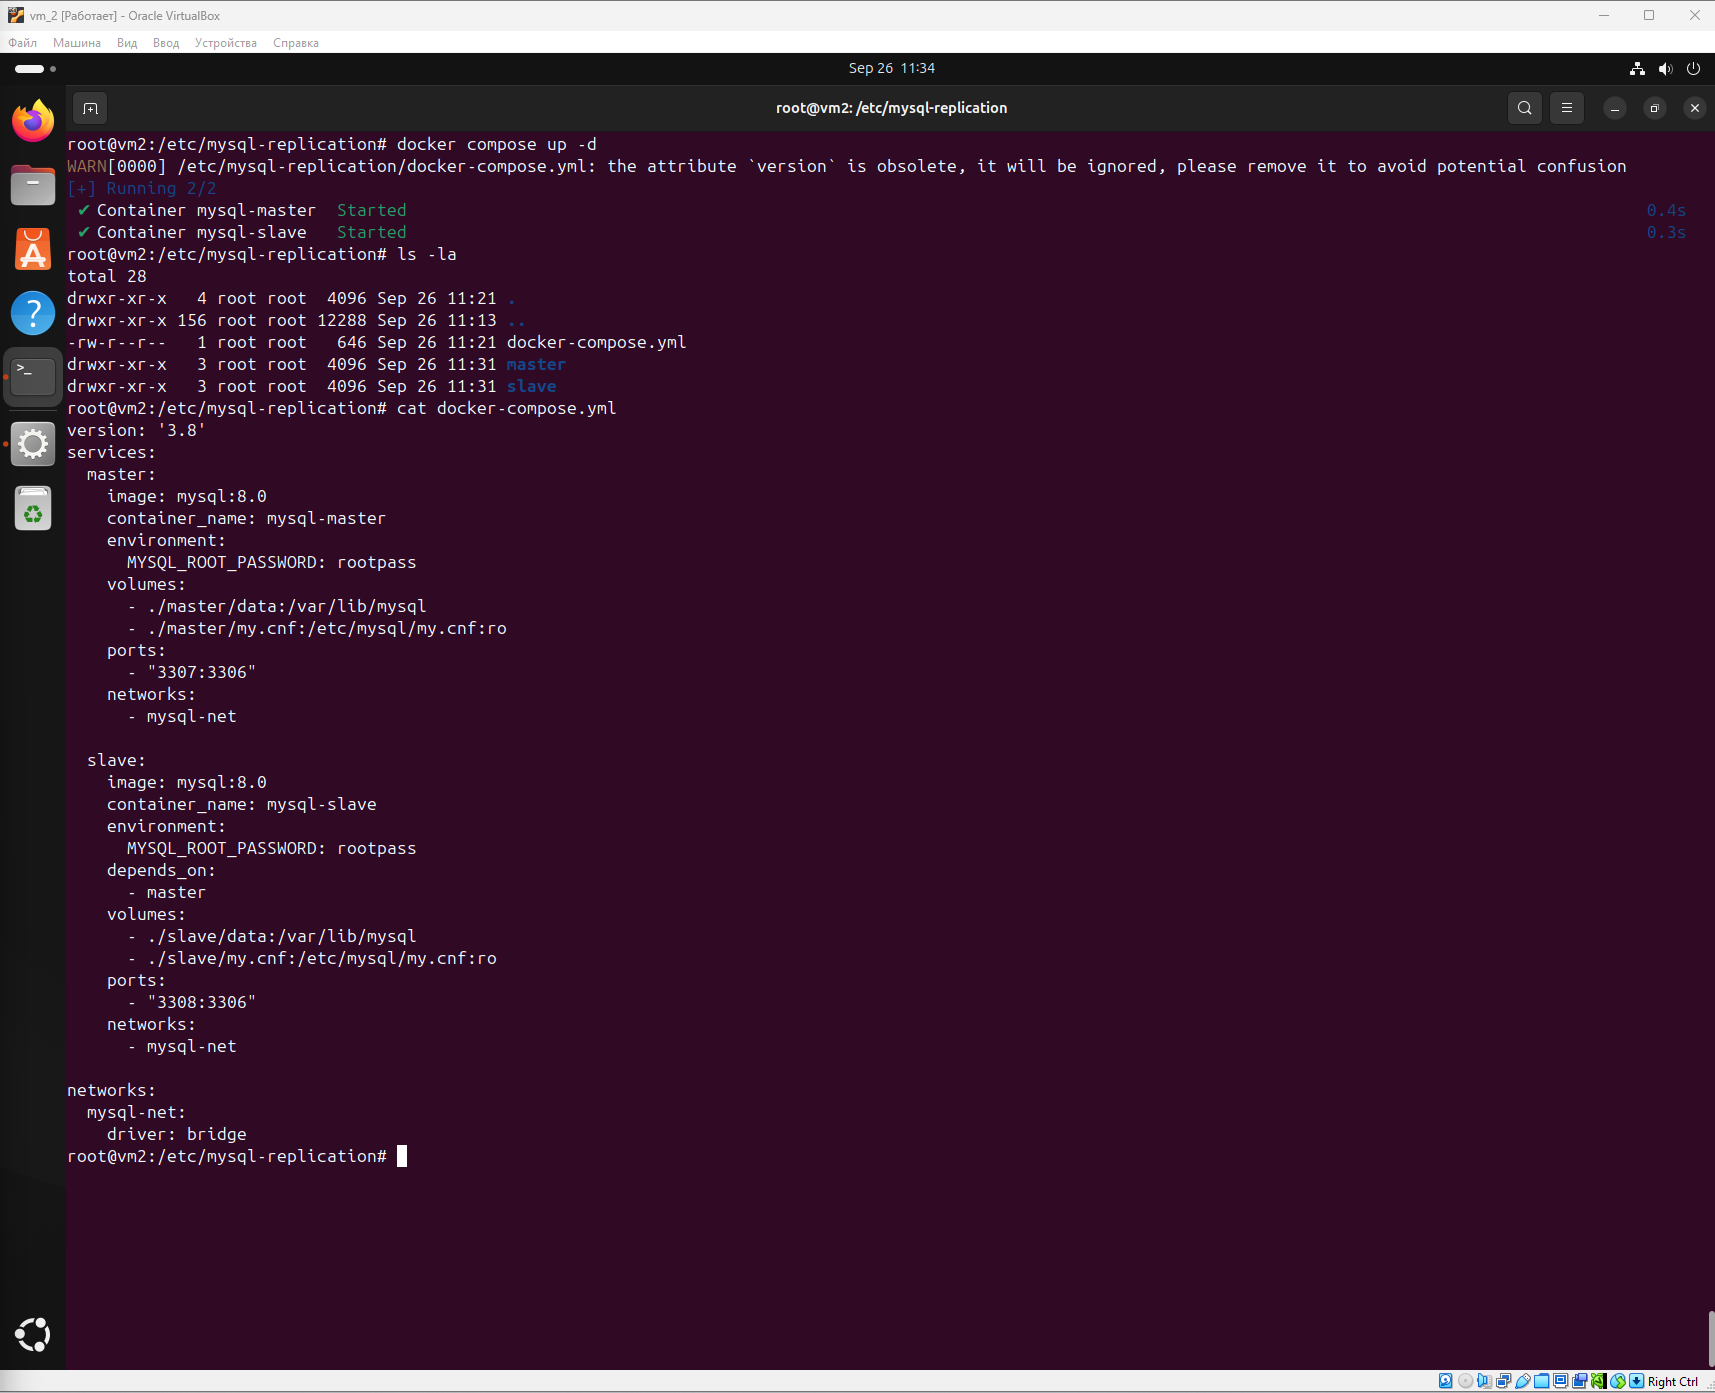 vm_2 [Работает] - Oracle VirtualBox
Файл Машина Вид Ввод Устройства Справка
Sep 26 11:34
root@vm2: /etc/mysql-replication
root@vm2:/etc/mysql-replication# docker compose up -d
WARN[0000] /etc/mysql-replication/docker-compose.yml: the attribute `version` is obsolete, it will be ignored, please remove it to avoid potential confusion
[+] Running 2/2
✔ Container mysql-master Started 0.4s
✔ Container mysql-slave Started 0.3s
root@vm2:/etc/mysql-replication# ls -la
total 28
drwxr-xr-x   4 root root  4096 Sep 26 11:21 .
drwxr-xr-x 156 root root 12288 Sep 26 11:13 ..
-rw-r--r--   1 root root   646 Sep 26 11:21 docker-compose.yml
drwxr-xr-x   3 root root  4096 Sep 26 11:31 master
drwxr-xr-x   3 root root  4096 Sep 26 11:31 slave
root@vm2:/etc/mysql-replication# cat docker-compose.yml
version: '3.8'
services:
  master:
    image: mysql:8.0
    container_name: mysql-master
    environment:
      MYSQL_ROOT_PASSWORD: rootpass
    volumes:
      - ./master/data:/var/lib/mysql
      - ./master/my.cnf:/etc/mysql/my.cnf:ro
    ports:
      - "3307:3306"
    networks:
      - mysql-net
  slave:
    image: mysql:8.0
    container_name: mysql-slave
    environment:
      MYSQL_ROOT_PASSWORD: rootpass
    depends_on:
      - master
    volumes:
      - ./slave/data:/var/lib/mysql
      - ./slave/my.cnf:/etc/mysql/my.cnf:ro
    ports:
      - "3308:3306"
    networks:
      - mysql-net
networks:
  mysql-net:
    driver: bridge
root@vm2:/etc/mysql-replication#
Right Ctrl